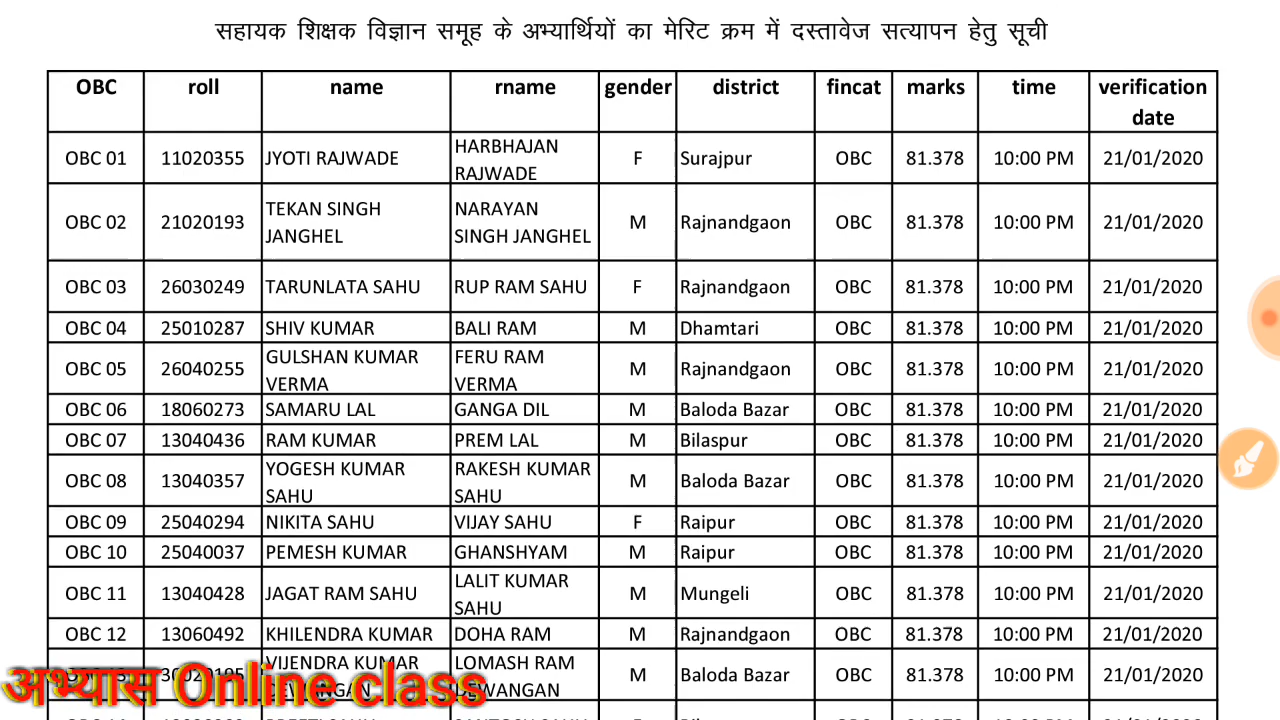 सहायक शिक्षक विज्ञान समूह के अभ्यार्थियों का मेरिट क्रम में दस्तावेज सत्यापन हेतु सूची
OBC roll name rname gender district fincat marks time verification date
OBC 01 11020355 JYOTI RAJWADE HARBHAJAN RAJWADE F Surajpur OBC 81.378 10:00 PM 21/01/2020
OBC 02 21020193 TEKAN SINGH JANGHEL NARAYAN SINGH JANGHEL M Rajnandgaon OBC 81.378 10:00 PM 21/01/2020
OBC 03 26030249 TARUNLATA SAHU RUP RAM SAHU F Rajnandgaon OBC 81.378 10:00 PM 21/01/2020
OBC 04 25010287 SHIV KUMAR BALI RAM M Dhamtari OBC 81.378 10:00 PM 21/01/2020
OBC 05 26040255 GULSHAN KUMAR VERMA FERU RAM VERMA M Rajnandgaon OBC 81.378 10:00 PM 21/01/2020
OBC 06 18060273 SAMARU LAL GANGA DIL M Baloda Bazar OBC 81.378 10:00 PM 21/01/2020
OBC 07 13040436 RAM KUMAR PREM LAL M Bilaspur OBC 81.378 10:00 PM 21/01/2020
OBC 08 13040357 YOGESH KUMAR SAHU RAKESH KUMAR SAHU M Baloda Bazar OBC 81.378 10:00 PM 21/01/2020
OBC 09 25040294 NIKITA SAHU VIJAY SAHU F Raipur OBC 81.378 10:00 PM 21/01/2020
OBC 10 25040037 PEMESH KUMAR GHANSHYAM M Raipur OBC 81.378 10:00 PM 21/01/2020
OBC 11 13040428 JAGAT RAM SAHU LALIT KUMAR SAHU M Mungeli OBC 81.378 10:00 PM 21/01/2020
OBC 12 13060492 KHILENDRA KUMAR DOHA RAM M Rajnandgaon OBC 81.378 10:00 PM 21/01/2020
VIJENDRA KUMAR DEWANGAN LOMASH RAM DEWANGAN M Baloda Bazar OBC 81.378 10:00 PM 21/01/2020
अभ्यास Online class